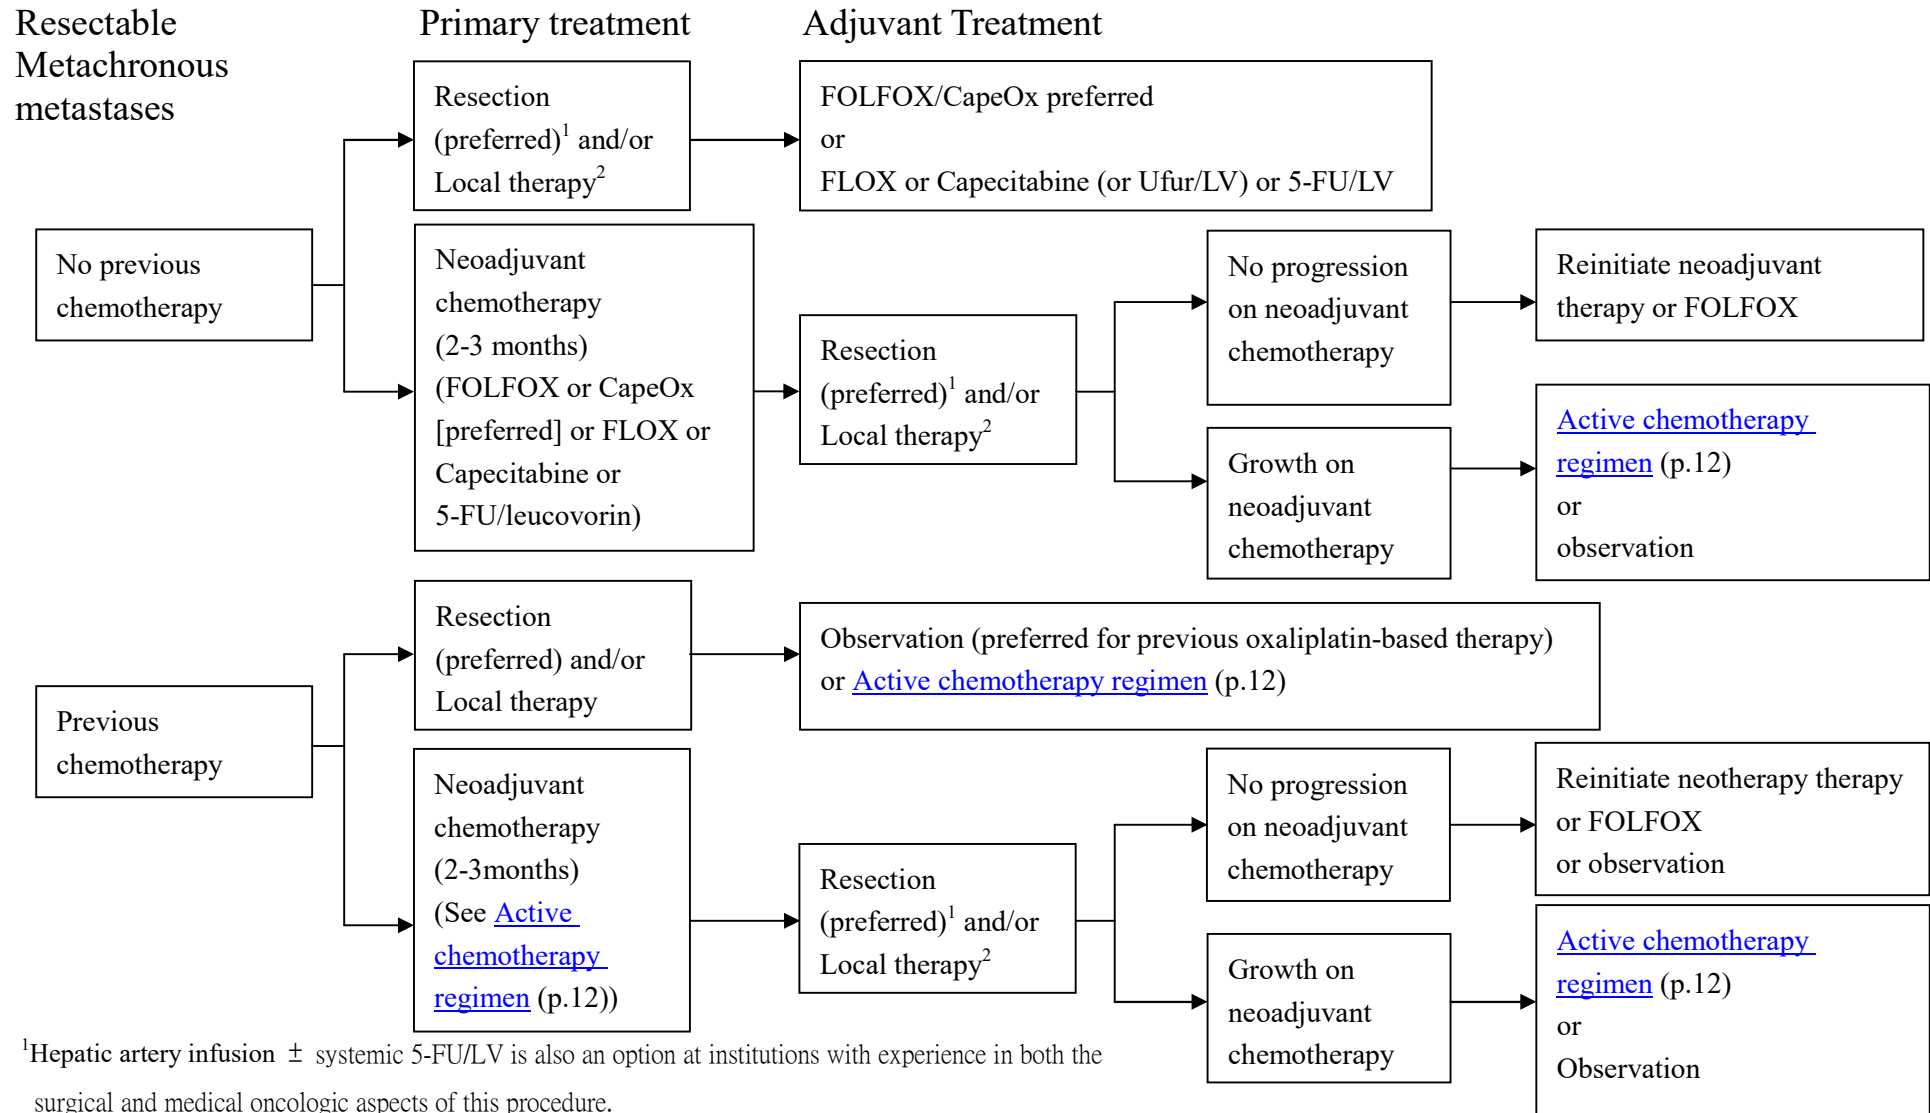 Resectable
Metachronous
metastases
Primary treatment
Adjuvant Treatment
Resection
(preferred)¹ and/or
Local therapy²
FOLFOX/CapeOx preferred
or
FLOX or Capecitabine (or Ufur/LV) or 5-FU/LV
No previous
chemotherapy
Neoadjuvant
chemotherapy
(2-3 months)
(FOLFOX or CapeOx
[preferred] or FLOX or
Capecitabine or
5-FU/leucovorin)
Resection
(preferred)¹ and/or
Local therapy²
No progression
on neoadjuvant
chemotherapy
Reinitiate neoadjuvant
therapy or FOLFOX
Growth on
neoadjuvant
chemotherapy
Active chemotherapy
regimen (p.12)
or
observation
Previous
chemotherapy
Resection
(preferred) and/or
Local therapy
Observation (preferred for previous oxaliplatin-based therapy)
or Active chemotherapy regimen (p.12)
Neoadjuvant
chemotherapy
(2-3months)
(See Active
chemotherapy
regimen (p.12))
Resection
(preferred)¹ and/or
Local therapy²
No progression
on neoadjuvant
chemotherapy
Reinitiate neotherapy therapy
or FOLFOX
or observation
Growth on
neoadjuvant
chemotherapy
Active chemotherapy
regimen (p.12)
or
Observation
¹Hepatic artery infusion ± systemic 5-FU/LV is also an option at institutions with experience in both the
surgical and medical oncologic aspects of this procedure.